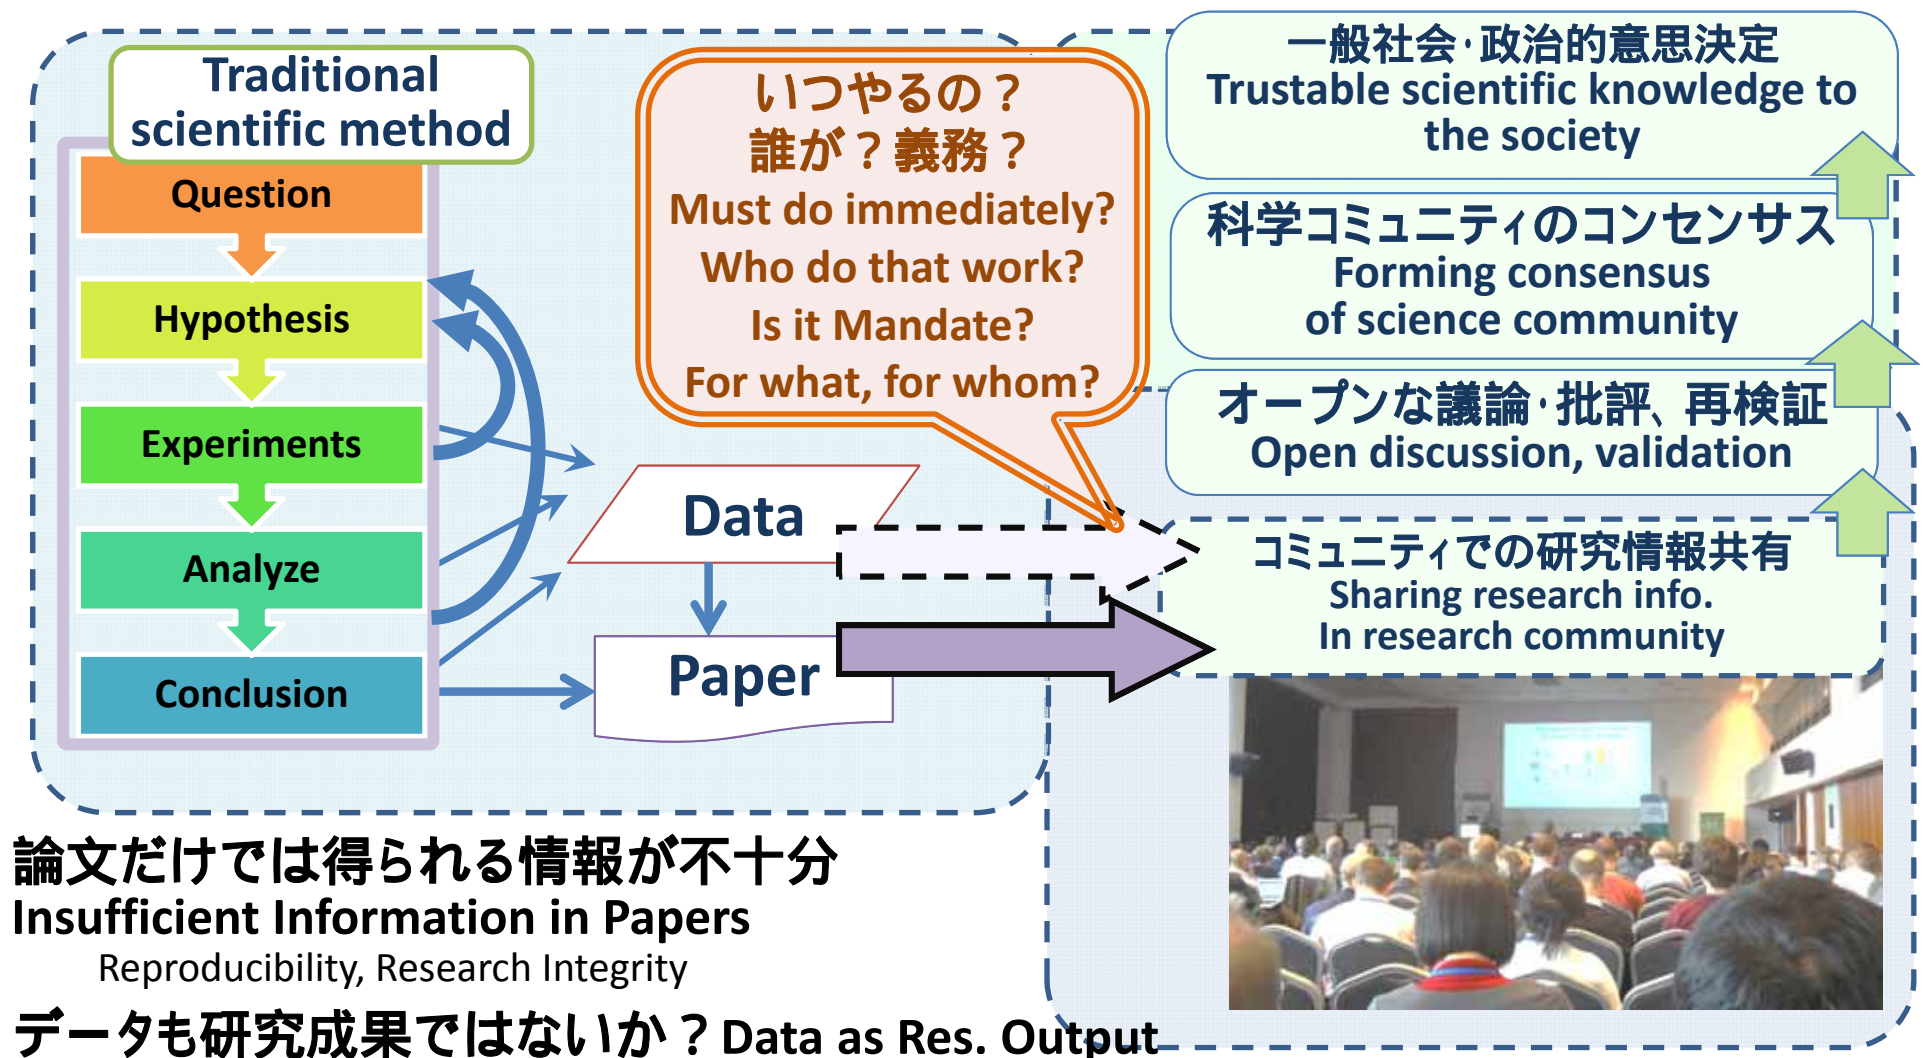 Traditional
scientific method
Question
Hypothesis
Experiments
Analyze
Conclusion
Data
Paper
いつやるの？
誰が？義務？
Must do immediately?
Who do that work?
Is it Mandate?
For what, for whom?
一般社会･政治的意思決定
Trustable scientific knowledge to
the society
科学コミュニティのコンセンサス
Forming consensus
of science community
オープンな議論･批評、再検証
Open discussion, validation
コミュニティでの研究情報共有
Sharing research info.
In research community
論文だけでは得られる情報が不十分
Insufficient Information in Papers
Reproducibility, Research Integrity
データも研究成果ではないか？Data as Res. Output